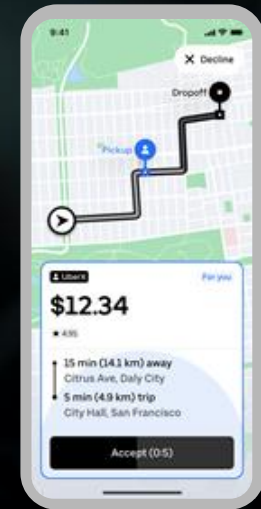 9:41
Decline
Dropoff
Pickup
UberX
For you
$12.34
4.95
15 min (14.1 km) away
Citrus Ave, Daly City
5 min (4.9 km) trip
City Hall, San Francisco
Accept (0:5)